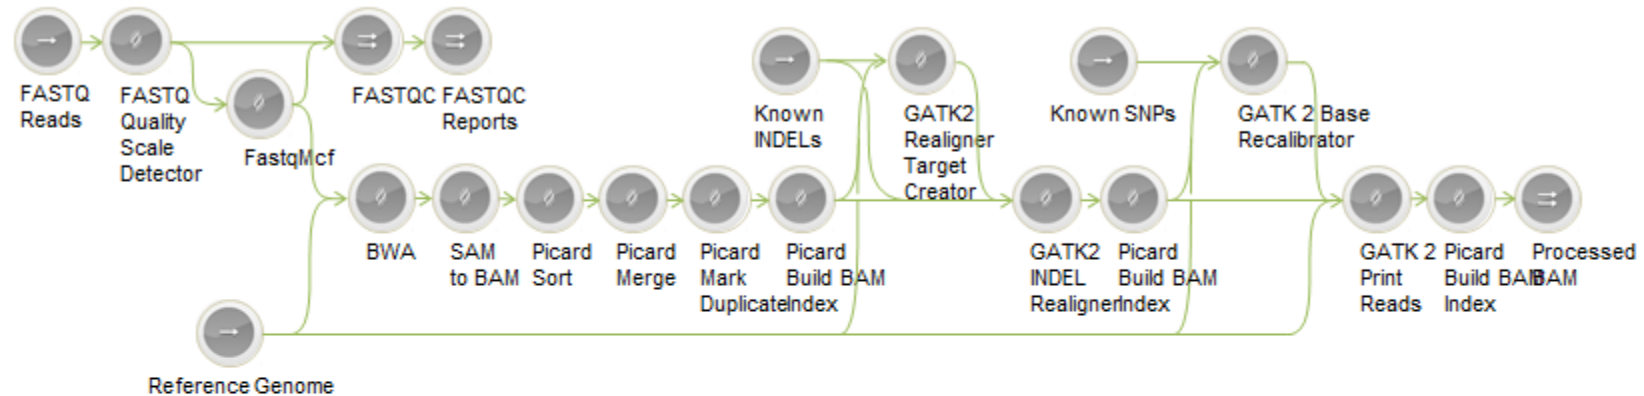 FASTQ
Reads
FASTQ
Quality
Scale
Detector
FastqMcf
FASTQC
FASTQC
Reports
Known
INDELs
GATK2
Realigner
Target
Creator
Known SNPs
GATK 2 Base
Recalibrator
BWA
SAM
to BAM
Picard
Sort
Picard
Merge
Picard
Mark
Duplicate
Picard
Build BAM
Index
GATK2
INDEL
Realigner
Picard
Build BAM
Index
GATK 2
Print
Reads
Picard
Build BAM
Index
Processed
BAM
Reference Genome